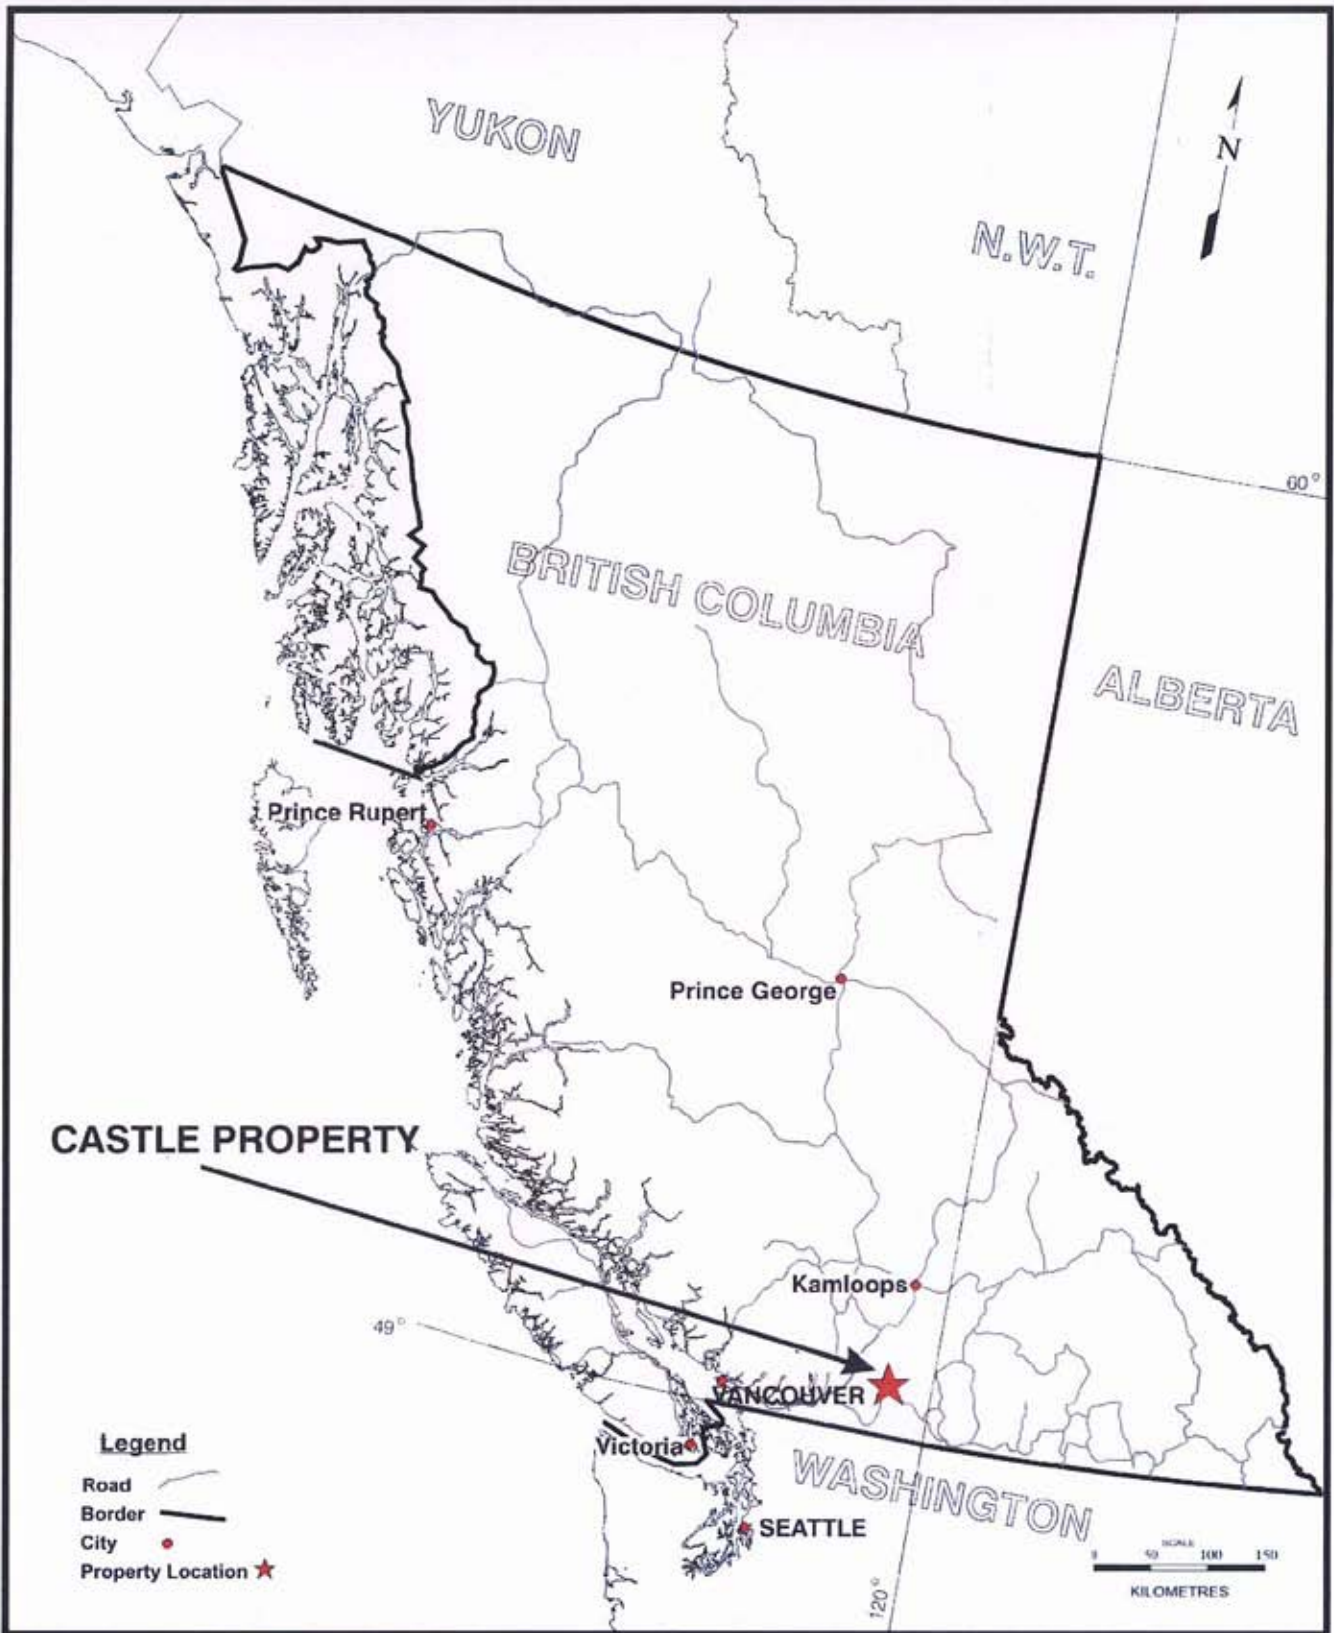 YUKON
N
N.W.T.
60°
BRITISH COLUMBIA
ALBERTA
Prince Rupert
Prince George
CASTLE PROPERTY
Kamloops
49°
VANCOUVER
Victoria
WASHINGTON
SEATTLE
120°
Legend
Road
Border
City
Property Location
SCALE
0 50 100 150
KILOMETRES